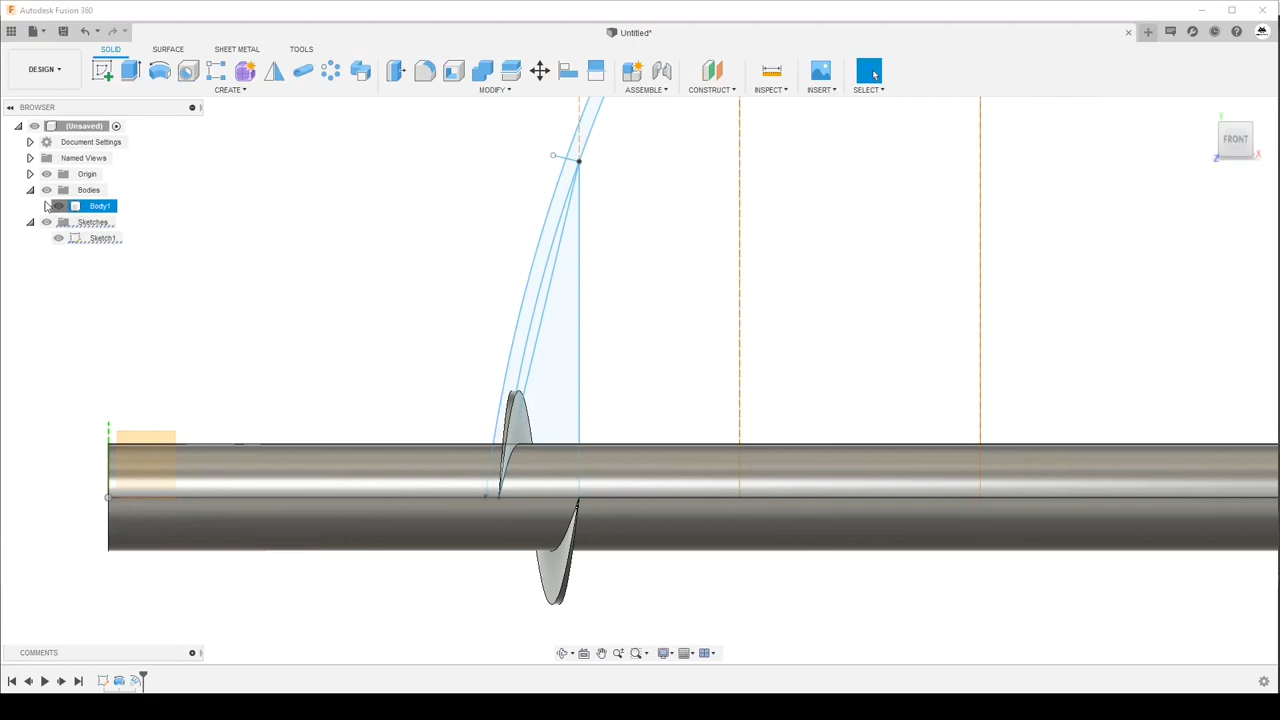 Autodesk Fusion 360
Untitled*
DESIGN
SOLID
SURFACE
SHEET METAL
TOOLS
CREATE
MODIFY
ASSEMBLE
CONSTRUCT
INSPECT
INSERT
SELECT
BROWSER
(Unsaved)
Document Settings
Named Views
Origin
Bodies
Body1
Sketches
Sketch1
Y
FRONT
X
Z
COMMENTS